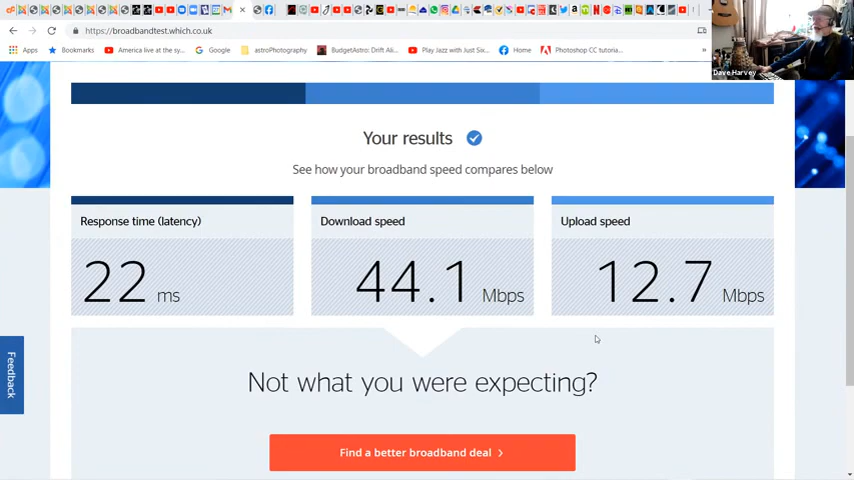 https://broadbandtest.which.co.uk
Apps
Bookmarks
America live at the sy...
Google
astroPhotography
BudgetAstro: Drift Ali...
Play Jazz with Just Six...
Home
Photoshop CC tutoria...
»
Dave Harvey
Your results
See how your broadband speed compares below
Response time (latency)
Download speed
Upload speed
22 ms
44.1 Mbps
12.7 Mbps
Feedback
Not what you were expecting?
Find a better broadband deal